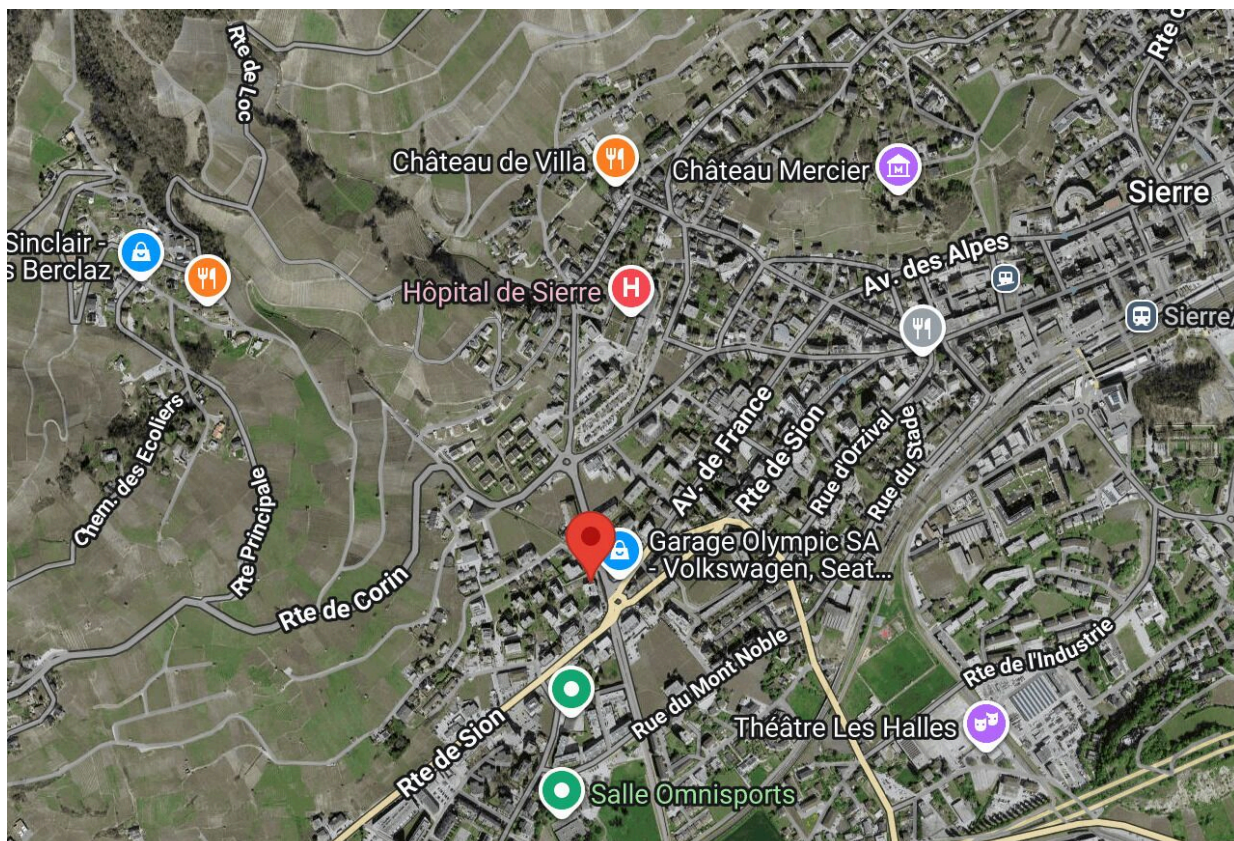 Rte de Loc
Rte d
Château de Villa
Château Mercier
Sierre
Sinclair -
s Berclaz
Av. des Alpes
Hôpital de Sierre
H
M
Sierre/
Chem. des Ecoliers
Rte Principale
Av. de France
Rte de Sion
Rue d'Orzival
Rue du Stade
Garage Olympic SA
- Volkswagen, Seat...
Rte de Corin
Rue du Mont Noble
Rte de l'Industrie
Rte de Sion
Théâtre Les Halles
Salle Omnisports